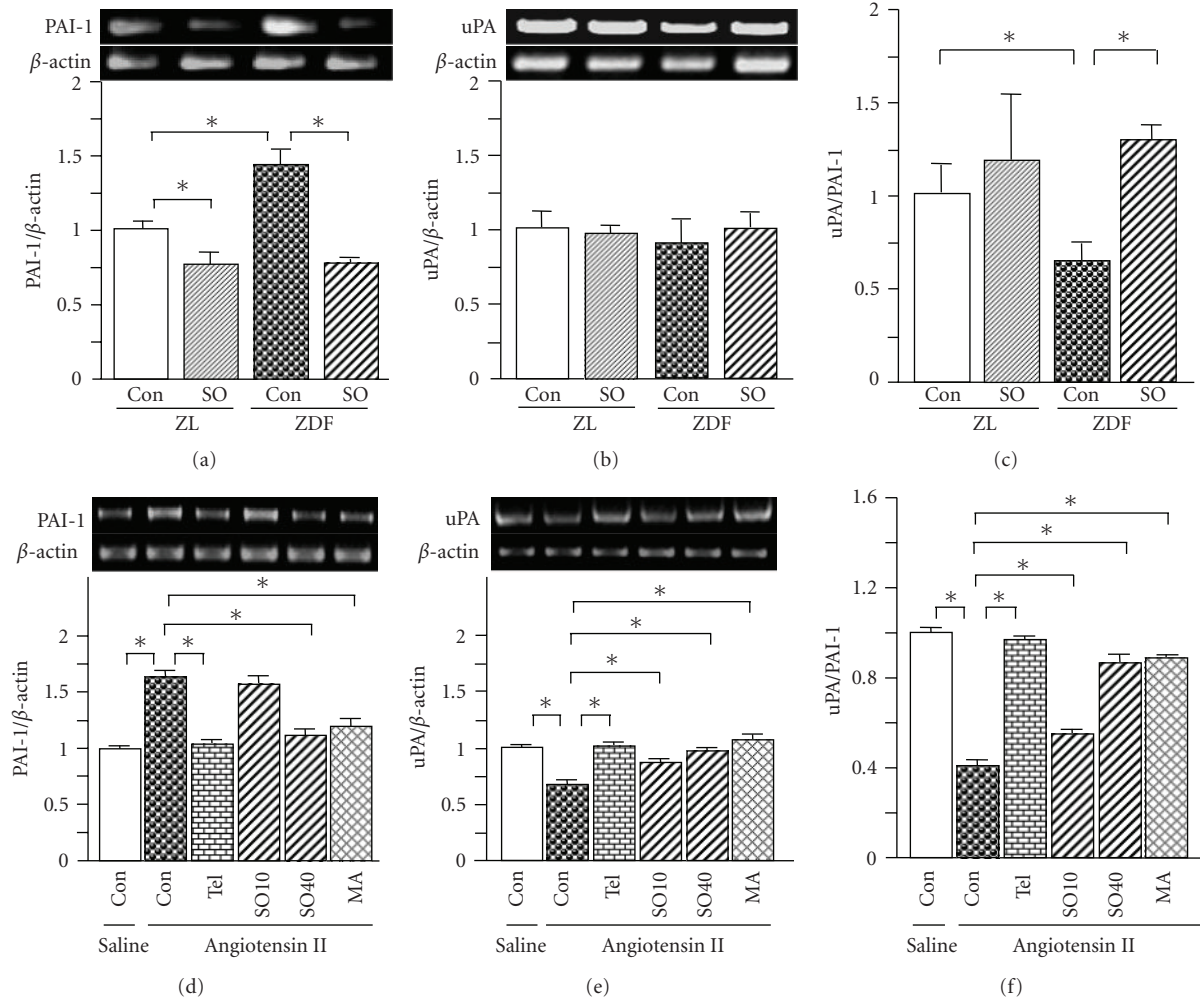 PAI-1
β-actin
2
1.5
1
0.5
0
PAI-1/β-actin
*
*
*
Con SO Con SO
ZL ZDF
(a)
uPA
β-actin
2
1.5
1
0.5
0
uPA/β-actin
Con SO Con SO
ZL ZDF
(b)
2
1.5
1
0.5
0
uPA/PAI-1
*
*
Con SO Con SO
ZL ZDF
(c)
PAI-1
β-actin
2
1.5
1
0.5
0
PAI-1/β-actin
*
*
*
*
Con Con Tel SO10 SO40 MA
Saline Angiotensin II
(d)
uPA
β-actin
2
1.5
1
0.5
0
uPA/β-actin
*
*
*
*
*
Con Con Tel SO10 SO40 MA
Saline Angiotensin II
(e)
1.6
1.2
0.8
0.4
0
uPA/PAI-1
*
*
*
*
*
Con Con Tel SO10 SO40 MA
Saline Angiotensin II
(f)